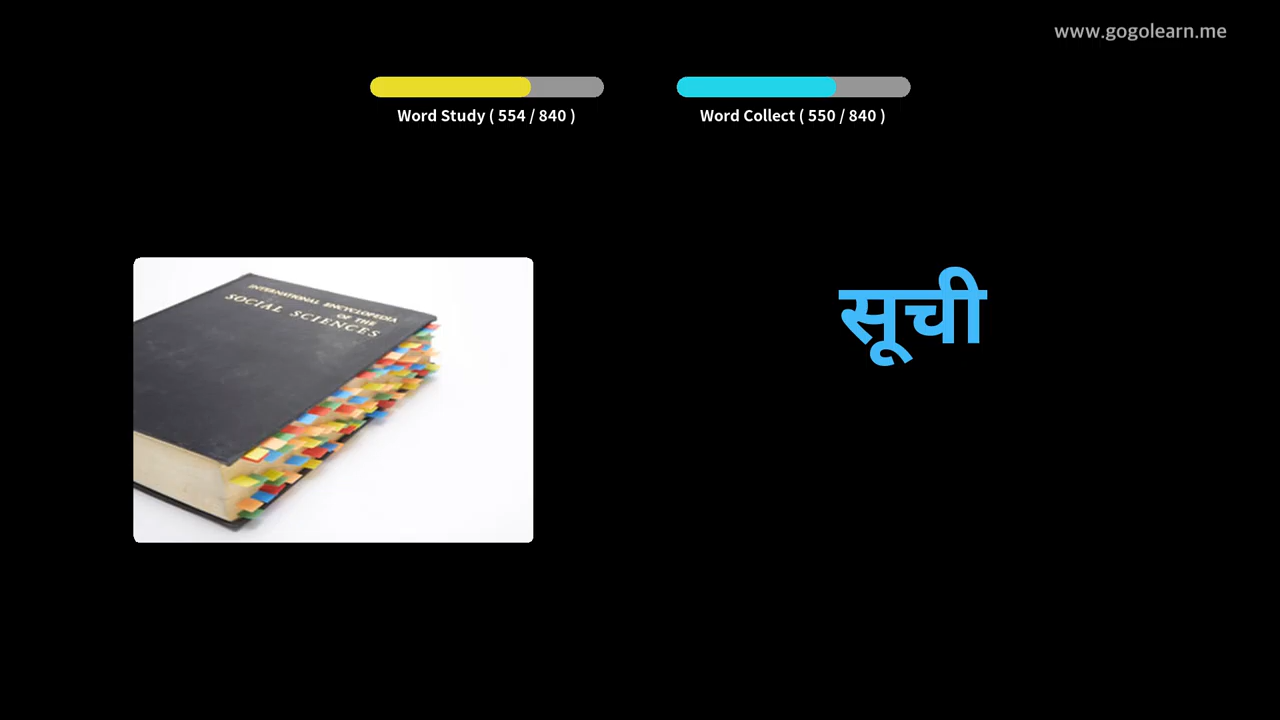 www.gogolearn.me
Word Study ( 554 / 840 )
Word Collect ( 550 / 840 )
INTERNATIONAL ENCYCLOPEDIA
OF THE
SOCIAL SCIENCES
सूची